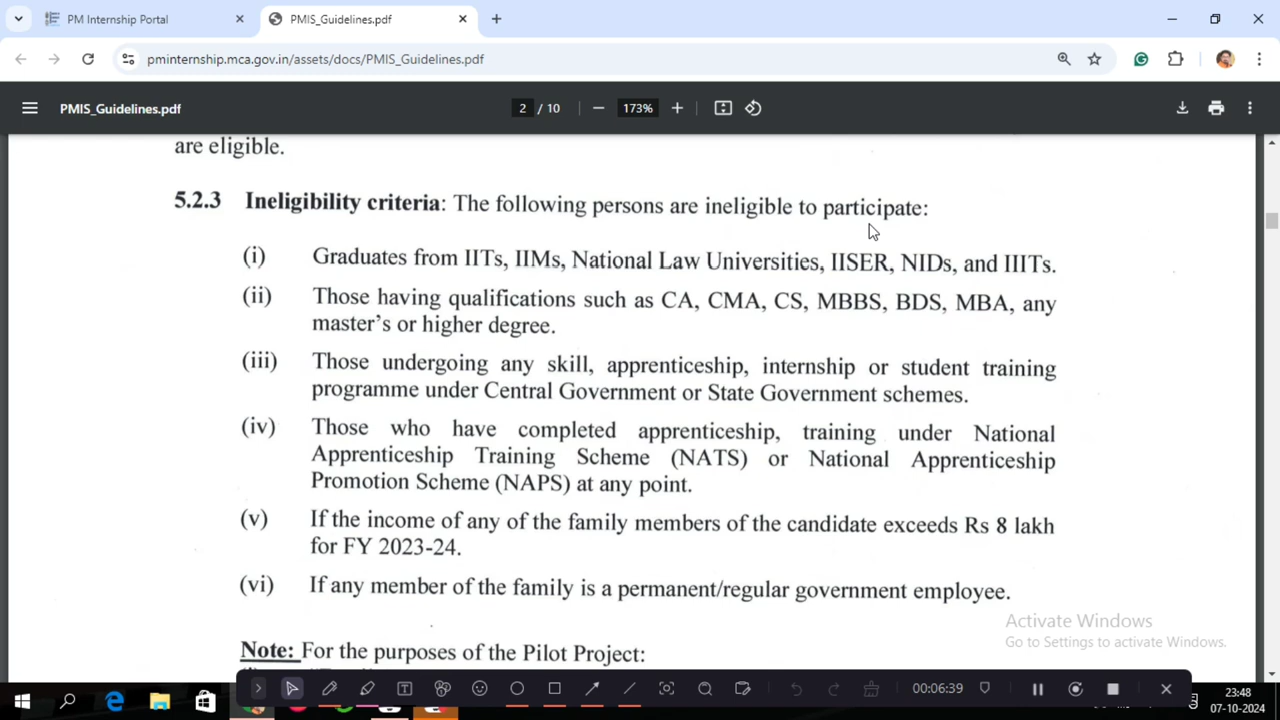 PM Internship Portal
PMIS_Guidelines.pdf
pminternship.mca.gov.in/assets/docs/PMIS_Guidelines.pdf
PMIS_Guidelines.pdf
2 / 10
173%
are eligible.
5.2.3 Ineligibility criteria: The following persons are ineligible to participate:
(i) Graduates from IITs, IIMs, National Law Universities, IISER, NIDs, and IIITs.
(ii) Those having qualifications such as CA, CMA, CS, MBBS, BDS, MBA, any
master's or higher degree.
(iii) Those undergoing any skill, apprenticeship, internship or student training
programme under Central Government or State Government schemes.
(iv) Those who have completed apprenticeship, training under National
Apprenticeship Training Scheme (NATS) or National Apprenticeship
Promotion Scheme (NAPS) at any point.
(v) If the income of any of the family members of the candidate exceeds Rs 8 lakh
for FY 2023-24.
(vi) If any member of the family is a permanent/regular government employee.
Activate Windows
Go to Settings to activate Windows.
Note: For the purposes of the Pilot Project:
00:06:39
23:48
07-10-2024